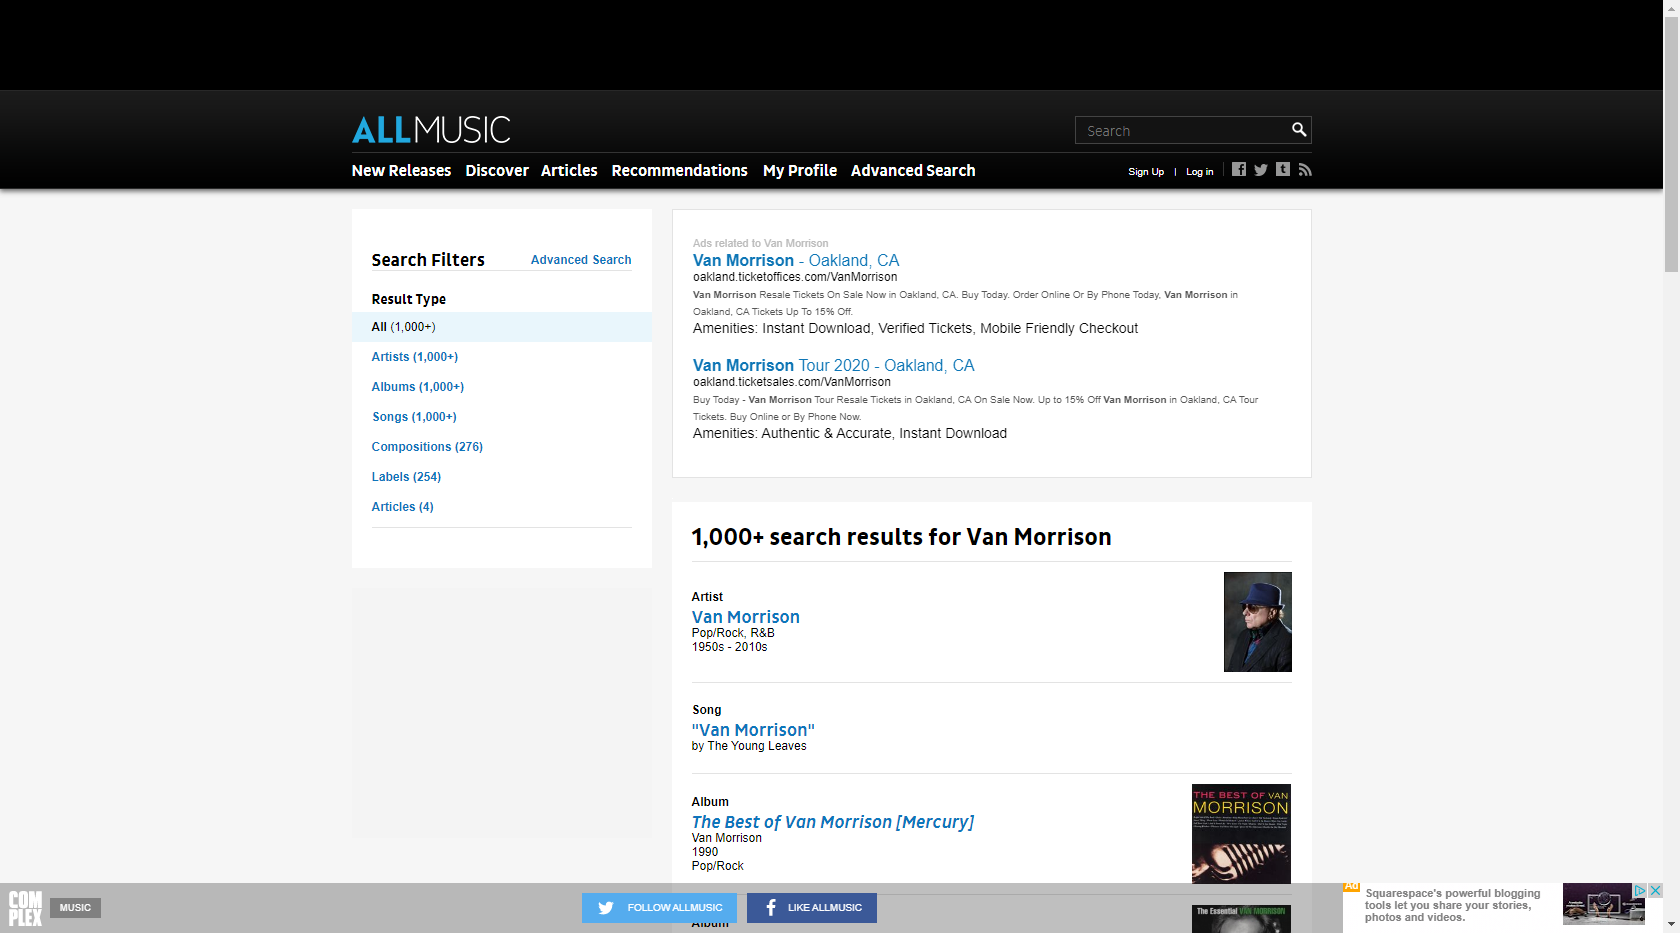 ALLMUSIC
Search
New Releases Discover Articles Recommendations My Profile Advanced Search
Sign Up | Log in
Search Filters
Advanced Search
Result Type
All (1,000+)
Artists (1,000+)
Albums (1,000+)
Songs (1,000+)
Compositions (276)
Labels (254)
Articles (4)
Ads related to Van Morrison
Van Morrison - Oakland, CA
oakland.ticketoffices.com/VanMorrison
Van Morrison Resale Tickets On Sale Now in Oakland, CA. Buy Today. Order Online Or By Phone Today, Van Morrison in
Oakland, CA Tickets Up To 15% Off.
Amenities: Instant Download, Verified Tickets, Mobile Friendly Checkout
Van Morrison Tour 2020 - Oakland, CA
oakland.ticketsales.com/VanMorrison
Buy Today - Van Morrison Tour Resale Tickets in Oakland, CA On Sale Now. Up to 15% Off Van Morrison in Oakland, CA Tour
Tickets. Buy Online or By Phone Now.
Amenities: Authentic & Accurate, Instant Download
1,000+ search results for Van Morrison
Artist
Van Morrison
Pop/Rock, R&B
1950s - 2010s
Song
"Van Morrison"
by The Young Leaves
Album
The Best of Van Morrison [Mercury]
Van Morrison
1990
Pop/Rock
THE BEST OF VAN
MORRISON
Album
The Essential VAN MORRISON
COM
PLEX
MUSIC
FOLLOW ALLMUSIC
LIKE ALLMUSIC
Ad
Squarespace's powerful blogging
tools let you share your stories,
photos and videos.